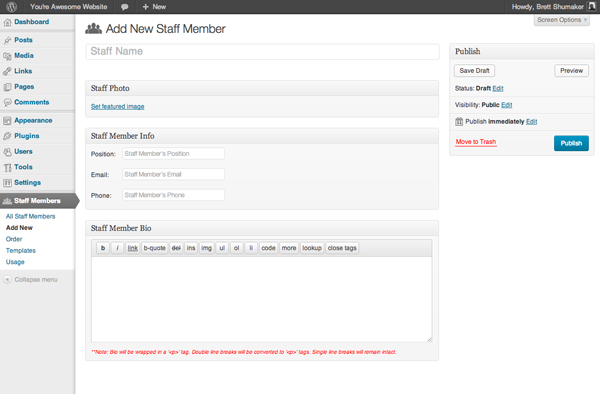 You're Awesome Website
+ New
Howdy, Brett Shumaker
Screen Options
Dashboard
Posts
Media
Links
Pages
Comments
Appearance
Plugins
Users
Tools
Settings
Staff Members
All Staff Members
Add New
Order
Templates
Usage
Collapse menu
Add New Staff Member
Staff Name
Staff Photo
Set featured image
Staff Member Info
Position: Staff Member's Position
Email: Staff Member's Email
Phone: Staff Member's Phone
Staff Member Bio
b i link b-quote del ins img ul ol li code more lookup close tags
**Note: Bio will be wrapped in a '<p>' tag. Double line breaks will be converted to '<p>' tags. Single line breaks will remain intact.
Publish
Save Draft Preview
Status: Draft Edit
Visibility: Public Edit
Publish immediately Edit
Move to Trash Publish